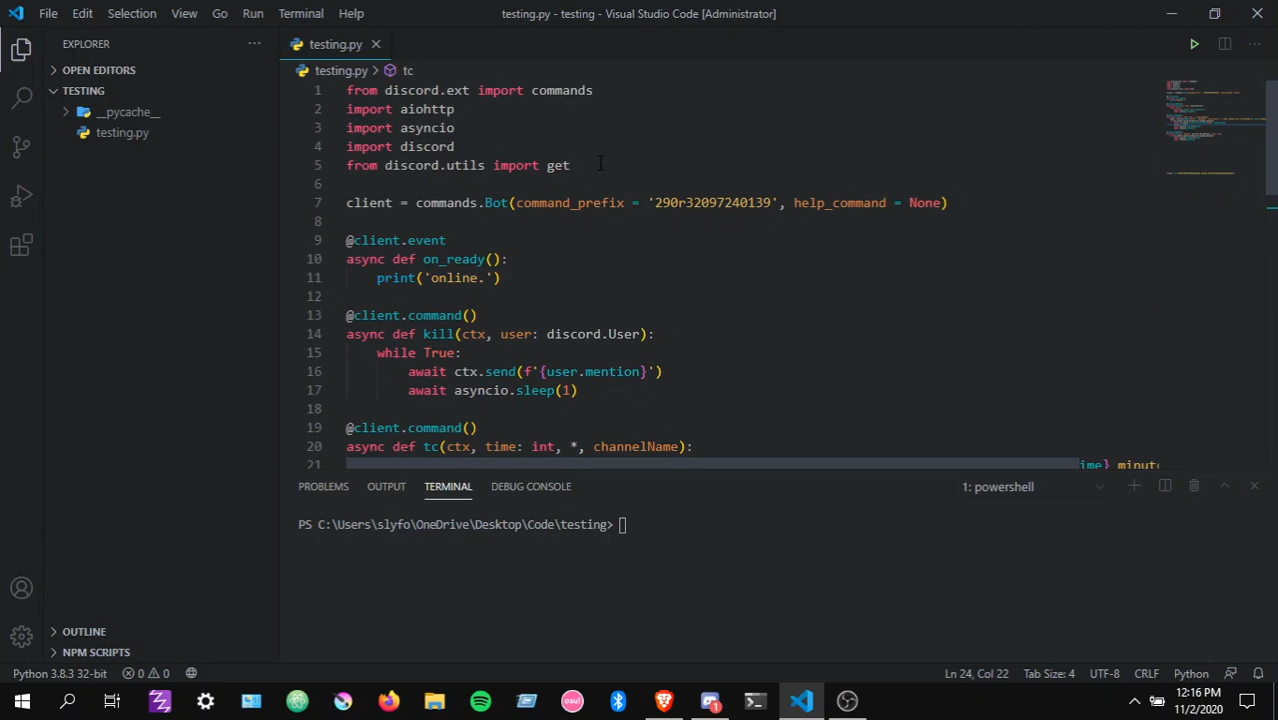 File Edit Selection View Go Run Terminal Help testing.py - testing - Visual Studio Code [Administrator]
EXPLORER
OPEN EDITORS
TESTING
__pycache__
testing.py
OUTLINE
NPM SCRIPTS
testing.py
testing.py > tc
1 from discord.ext import commands
2 import aiohttp
3 import asyncio
4 import discord
5 from discord.utils import get
6
7 client = commands.Bot(command_prefix = '290r32097240139', help_command = None)
8
9 @client.event
10 async def on_ready():
11 print('online.')
12
13 @client.command()
14 async def kill(ctx, user: discord.User):
15 while True:
16 await ctx.send(f'{user.mention}')
17 await asyncio.sleep(1)
18
19 @client.command()
20 async def tc(ctx, time: int, *, channelName):
21 ime} minut
PROBLEMS OUTPUT TERMINAL DEBUG CONSOLE 1: powershell
PS C:\Users\slyfo\OneDrive\Desktop\Code\testing>
Python 3.8.3 32-bit 0 0 Ln 24, Col 22 Tab Size: 4 UTF-8 CRLF Python
osu!
1
12:16 PM
11/2/2020